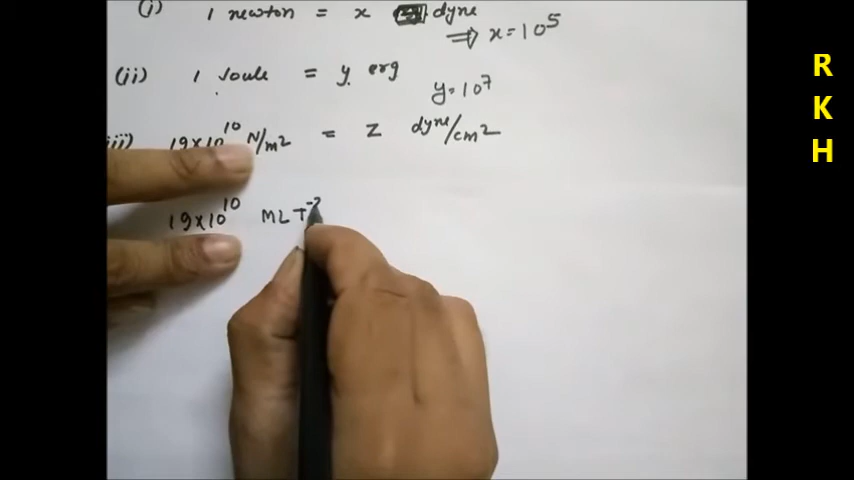 (i) 1 newton = x dyne
⟹ x = 10⁵
(ii) 1 Joule = y erg
y = 10⁷
iii) 19×10¹⁰ N/m² = Z dyne/cm²
19×10¹⁰ MLT⁻²
R
K
H